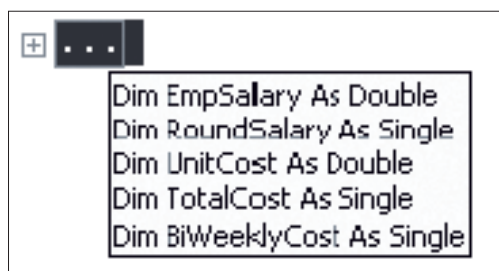 ...
Dim EmpSalary As Double
Dim RoundSalary As Single
Dim UnitCost As Double
Dim TotalCost As Single
Dim BiWeeklyCost As Single